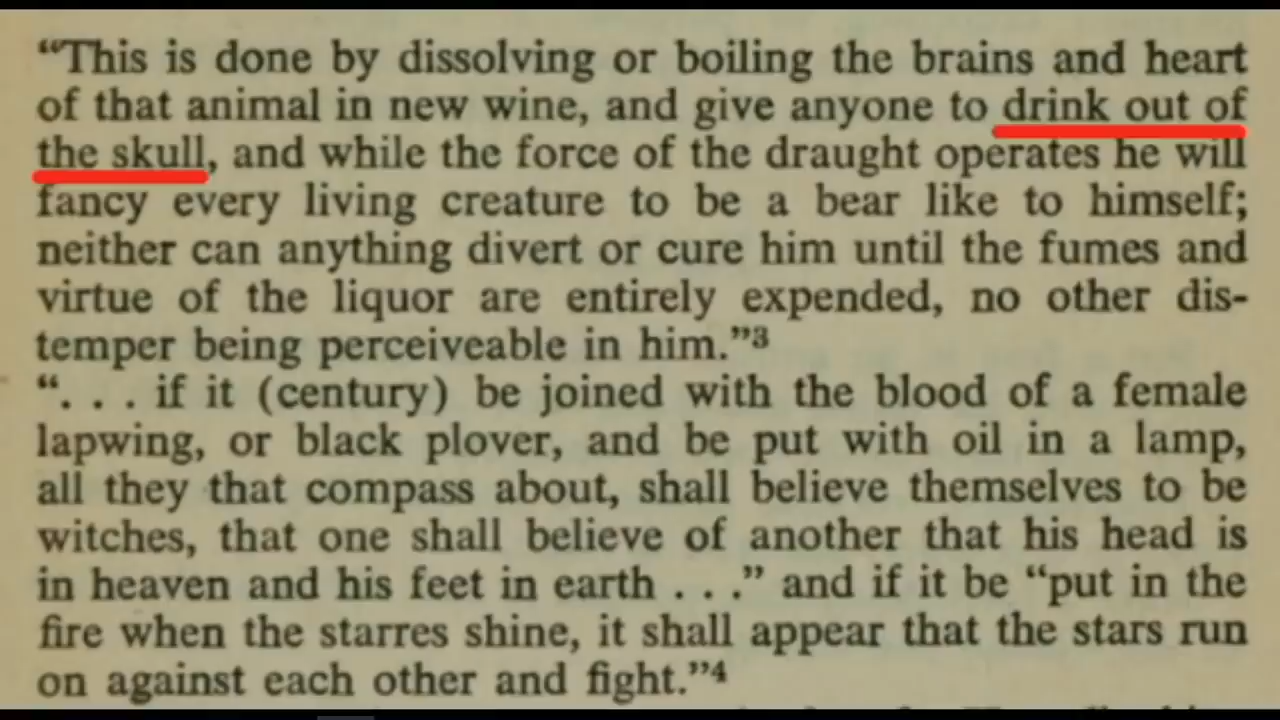 “This is done by dissolving or boiling the brains and heart
of that animal in new wine, and give anyone to drink out of
the skull, and while the force of the draught operates he will
fancy every living creature to be a bear like to himself;
neither can anything divert or cure him until the fumes and
virtue of the liquor are entirely expended, no other dis-
temper being perceiveable in him.”3
“. . . if it (century) be joined with the blood of a female
lapwing, or black plover, and be put with oil in a lamp,
all they that compass about, shall believe themselves to be
witches, that one shall believe of another that his head is
in heaven and his feet in earth . . .” and if it be “put in the
fire when the starres shine, it shall appear that the stars run
on against each other and fight.”4